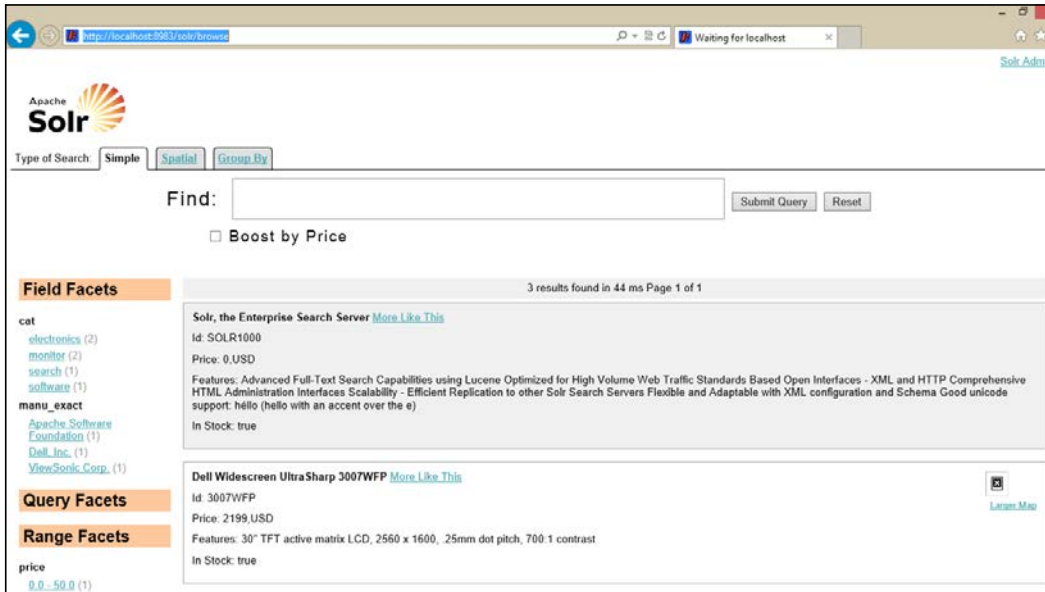 http://localhost:8983/solr/browse
Waiting for localhost
Solr Adm
Apache
Solr
Type of Search: Simple Spatial Group By
Find: Submit Query Reset
Boost by Price
Field Facets
cat
electronics (2)
monitor (2)
search (1)
software (1)
manu_exact
Apache Software
Foundation (1)
Dell, Inc. (1)
ViewSonic Corp. (1)
Query Facets
Range Facets
price
0.0 - 50.0 (1)
3 results found in 44 ms Page 1 of 1
Solr, the Enterprise Search Server More Like This
Id: SOLR1000
Price: 0,USD
Features: Advanced Full-Text Search Capabilities using Lucene Optimized for High Volume Web Traffic Standards Based Open Interfaces - XML and HTTP Comprehensive
HTML Administration Interfaces Scalability - Efficient Replication to other Solr Search Servers Flexible and Adaptable with XML configuration and Schema Good unicode
support: héllo (hello with an accent over the e)
In Stock: true
Dell Widescreen UltraSharp 3007WFP More Like This
Id: 3007WFP
Price: 2199,USD
Features: 30" TFT active matrix LCD, 2560 x 1600, .25mm dot pitch, 700:1 contrast
In Stock: true
Larger Map